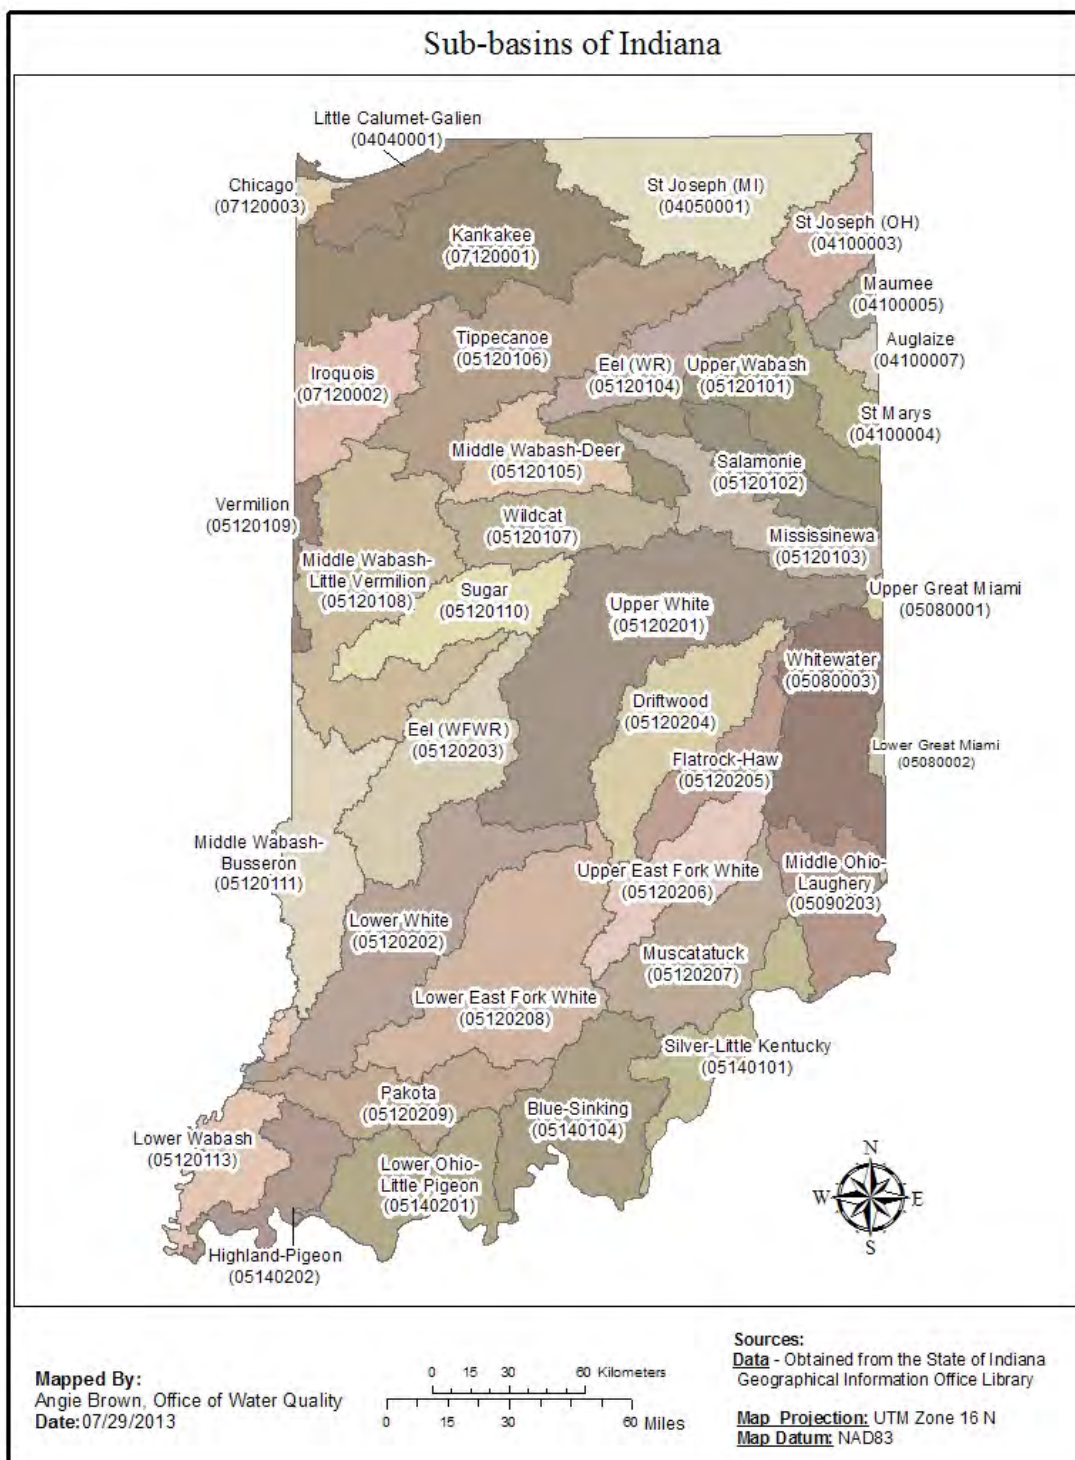 Sub-basins of Indiana
Little Calumet-Galien
(04040001)
Chicago
(07120003)
St Joseph (MI)
(04050001)
St Joseph (OH)
(04100003)
Kankakee
(07120001)
Maumee
(04100005)
Auglaize
(04100007)
Tippecanoe
(05120106)
Eel (WR)
(05120104)
Upper Wabash
(05120101)
Iroquois
(07120002)
St Marys
(04100004)
Middle Wabash-Deer
(05120105)
Salamonie
(05120102)
Vermilion
(05120109)
Wildcat
(05120107)
Mississinewa
(05120103)
Middle Wabash-
Little Vermilion
(05120108)
Sugar
(05120110)
Upper White
(05120201)
Upper Great Miami
(05080001)
Whitewater
(05080003)
Driftwood
(05120204)
Eel (WFWR)
(05120203)
Flatrock-Haw
(05120205)
Lower Great Miami
(05080002)
Middle Wabash-
Busseron
(05120111)
Upper East Fork White
(05120206)
Middle Ohio-
Laughery
(05090203)
Lower White
(05120202)
Muscatatuck
(05120207)
Lower East Fork White
(05120208)
Silver-Little Kentucky
(05140101)
Pakota
(05120209)
Blue-Sinking
(05140104)
Lower Wabash
(05120113)
Lower Ohio-
Little Pigeon
(05140201)
Highland-Pigeon
(05140202)
N
W E
S
Mapped By:
Angie Brown, Office of Water Quality
Date:07/29/2013
0 15 30 60 Kilometers
0 15 30 60 Miles
Sources:
Data - Obtained from the State of Indiana
Geographical Information Office Library
Map Projection: UTM Zone 16 N
Map Datum: NAD83